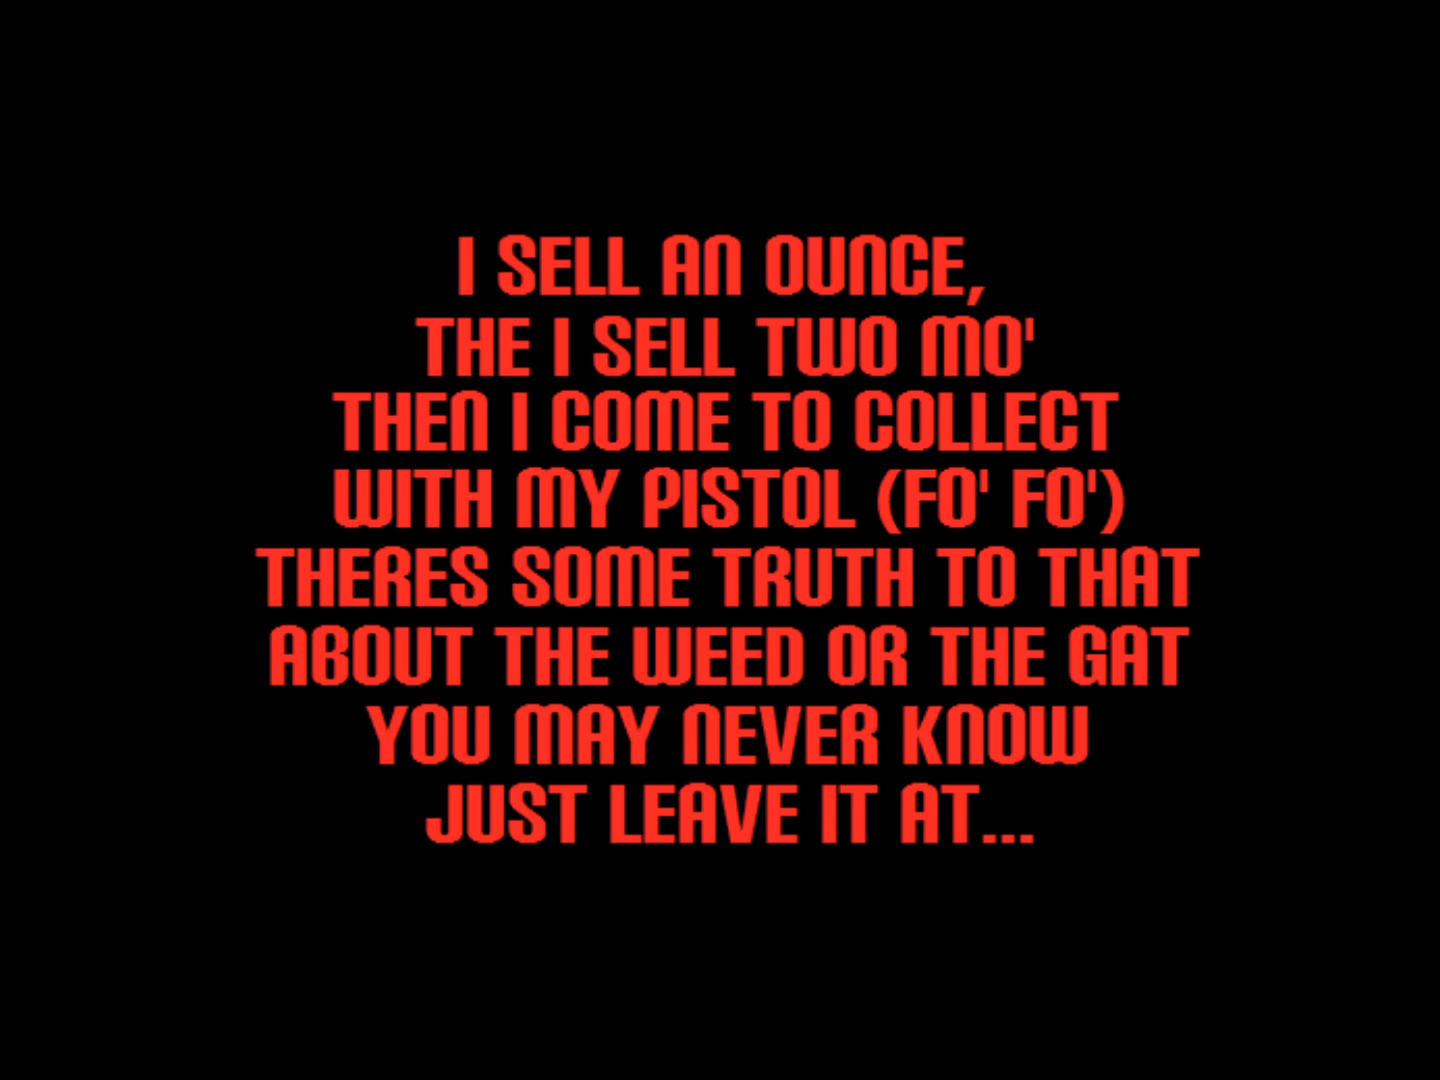 I SELL AN OUNCE,
THE I SELL TWO MO'
THEN I COME TO COLLECT
WITH MY PISTOL (FO' FO')
THERES SOME TRUTH TO THAT
ABOUT THE WEED OR THE GAT
YOU MAY NEVER KNOW
JUST LEAVE IT AT...